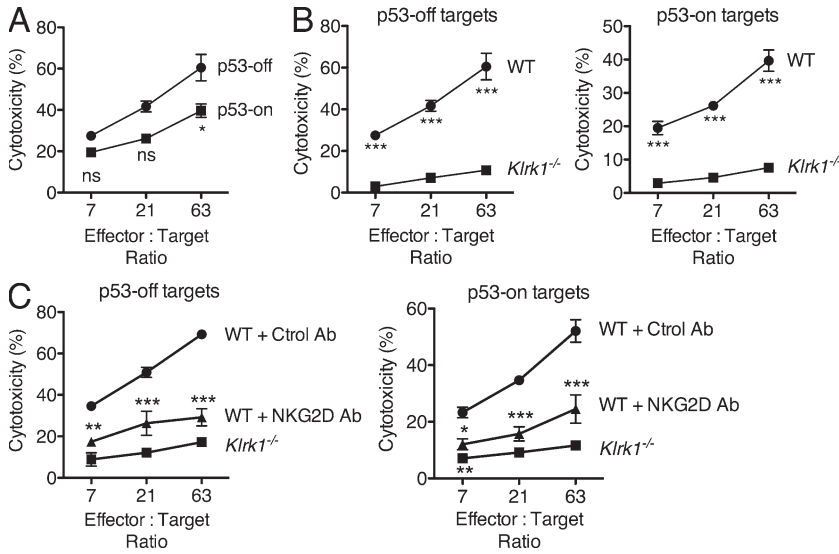 A
80
60
40
20
0
Cytotoxicity (%)
p53-off
p53-on
ns
ns
*
7 21 63
Effector : Target
Ratio
B
p53-off targets
80
60
40
20
0
Cytotoxicity (%)
WT
***
***
***
Klrk1-/-
7 21 63
Effector : Target
Ratio
p53-on targets
50
40
30
20
10
0
Cytotoxicity (%)
WT
***
***
***
Klrk1-/-
7 21 63
Effector : Target
Ratio
C
p53-off targets
80
60
40
20
0
Cytotoxicity (%)
WT + Ctrol Ab
**
***
***
WT + NKG2D Ab
Klrk1-/-
7 21 63
Effector : Target
Ratio
p53-on targets
60
40
20
0
Cytotoxicity (%)
WT + Ctrol Ab
*
***
***
WT + NKG2D Ab
Klrk1-/-
**
7 21 63
Effector : Target
Ratio